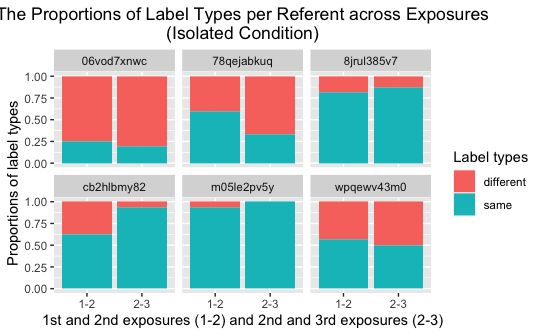 The Proportions of Label Types per Referent across Exposures
(Isolated Condition)
06vod7xnwc 78qejabkuq 8jrul385v7
1.00
0.75
0.50
0.25
0.00
cb2hlbmy82 m05le2pv5y wpqewv43m0
1.00
0.75
0.50
0.25
0.00
1-2 2-3 1-2 2-3 1-2 2-3
Proportions of label types
1st and 2nd exposures (1-2) and 2nd and 3rd exposures (2-3)
Label types
different
same